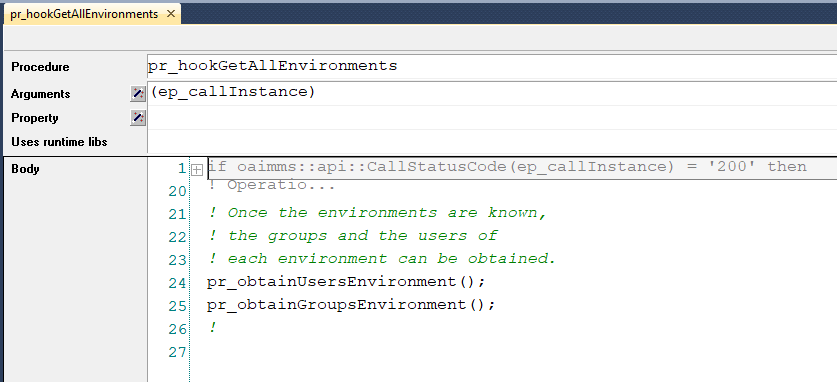 pr_hookGetAllEnvironments ×
Procedure pr_hookGetAllEnvironments
Arguments (ep_callInstance)
Property
Uses runtime libs
Body
1 if oaimms::api::CallStatusCode(ep_callInstance) = '200' then
20 ! Operatio...
21 ! Once the environments are known,
22 ! the groups and the users of
23 ! each environment can be obtained.
24 pr_obtainUsersEnvironment();
25 pr_obtainGroupsEnvironment();
26 !
27